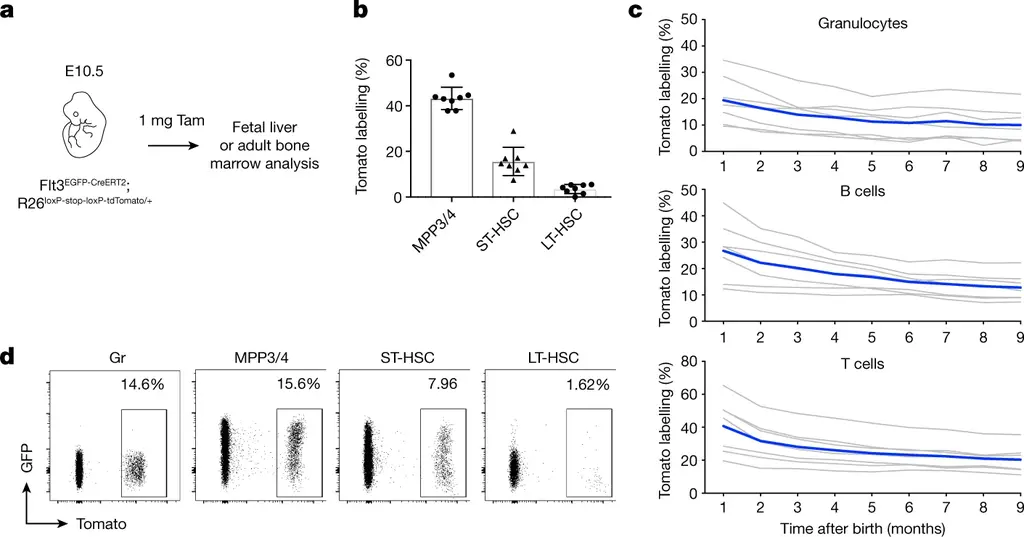 a
E10.5
1 mg Tam
Fetal liver
or adult bone
marrow analysis
Flt3EGFP-CreERT2;
R26loxP-stop-loxP-tdTomato/+
b
Tomato labelling (%)
60
40
20
0
MPP3/4
ST-HSC
LT-HSC
c
Granulocytes
Tomato labelling (%)
50
40
30
20
10
0
1 2 3 4 5 6 7 8 9
B cells
Tomato labelling (%)
50
40
30
20
10
0
1 2 3 4 5 6 7 8 9
T cells
Tomato labelling (%)
80
60
40
20
0
1 2 3 4 5 6 7 8 9
Time after birth (months)
d
Gr
MPP3/4
ST-HSC
LT-HSC
14.6%
15.6%
7.96
1.62%
GFP
Tomato